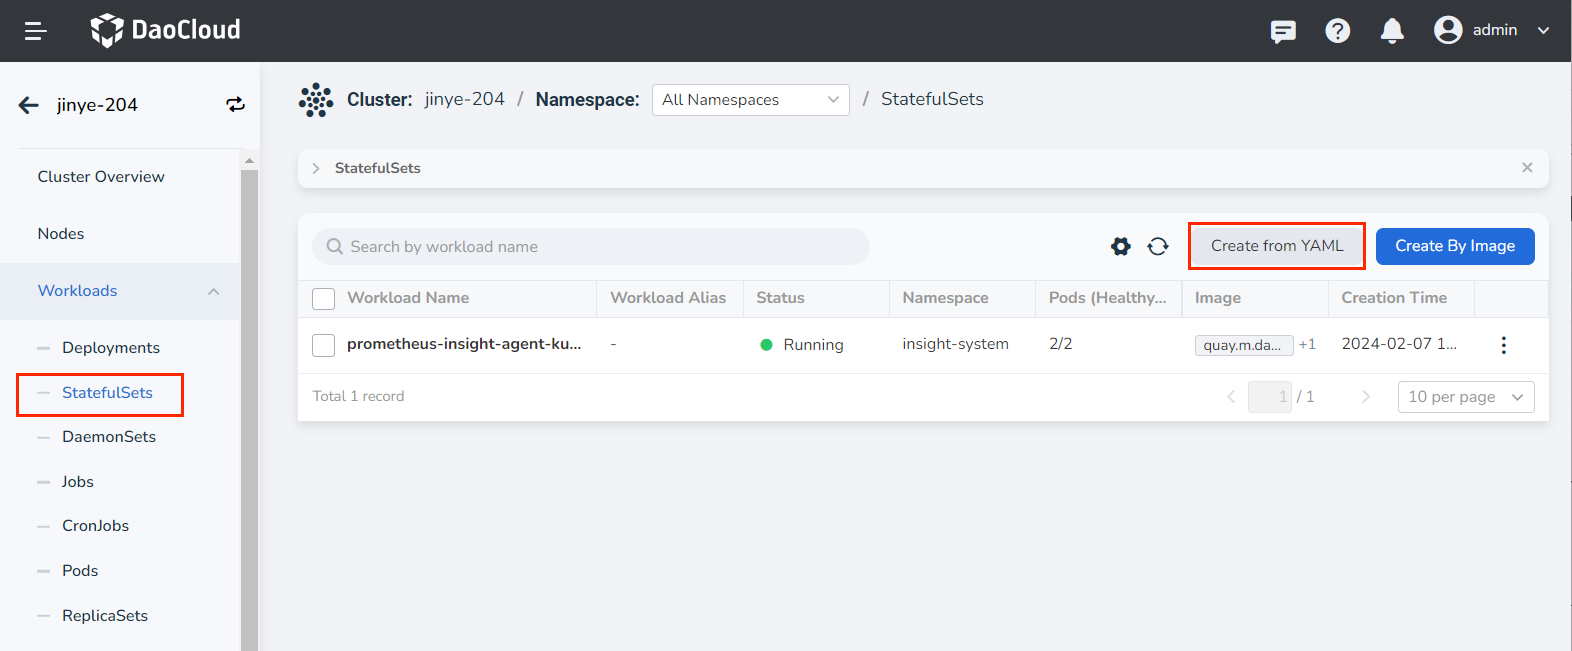 DaoCloud
admin
jinye-204
Cluster: jinye-204 / Namespace: All Namespaces / StatefulSets
Cluster Overview
Nodes
Workloads
Deployments
StatefulSets
DaemonSets
Jobs
CronJobs
Pods
ReplicaSets
StatefulSets
Search by workload name
Create from YAML
Create By Image
Workload Name Workload Alias Status Namespace Pods (Healthy... Image Creation Time
prometheus-insight-agent-ku... - Running insight-system 2/2 quay.m.da... +1 2024-02-07 1...
Total 1 record
1 / 1
10 per page